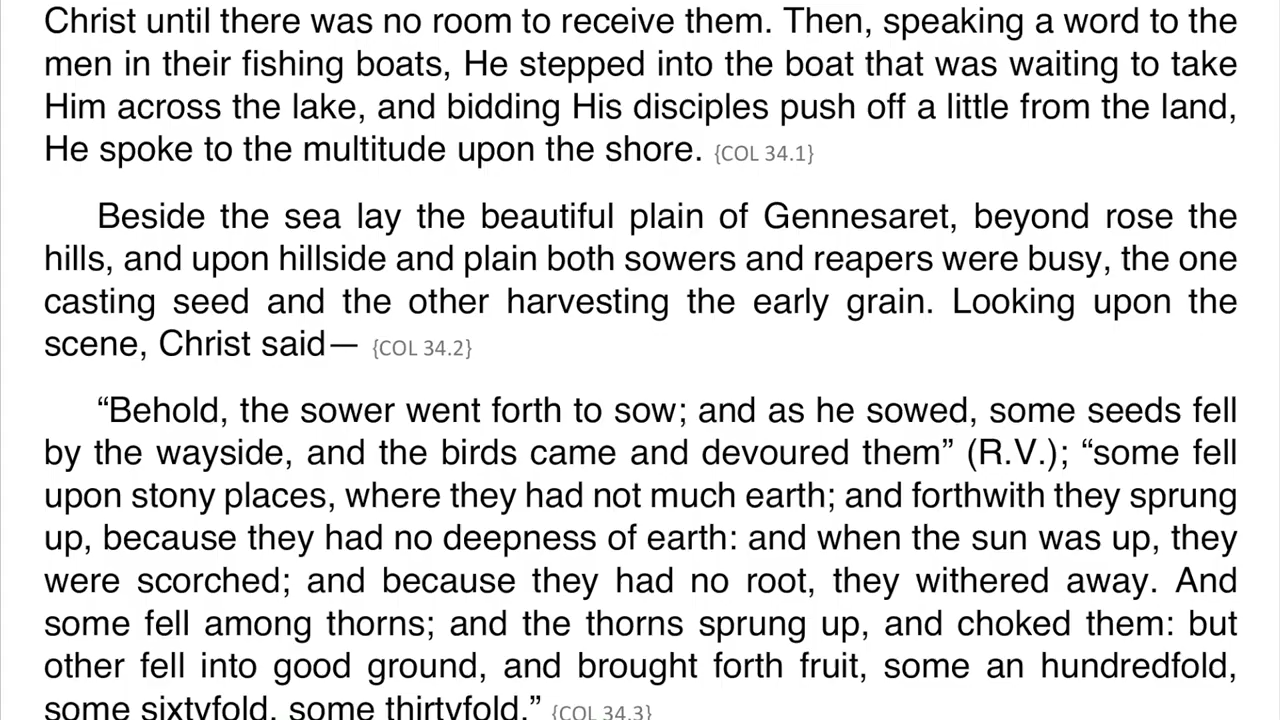 Christ until there was no room to receive them. Then, speaking a word to the
men in their fishing boats, He stepped into the boat that was waiting to take
Him across the lake, and bidding His disciples push off a little from the land,
He spoke to the multitude upon the shore. {COL 34.1}
Beside the sea lay the beautiful plain of Gennesaret, beyond rose the
hills, and upon hillside and plain both sowers and reapers were busy, the one
casting seed and the other harvesting the early grain. Looking upon the
scene, Christ said— {COL 34.2}
“Behold, the sower went forth to sow; and as he sowed, some seeds fell
by the wayside, and the birds came and devoured them” (R.V.); “some fell
upon stony places, where they had not much earth; and forthwith they sprung
up, because they had no deepness of earth: and when the sun was up, they
were scorched; and because they had no root, they withered away. And
some fell among thorns; and the thorns sprung up, and choked them: but
other fell into good ground, and brought forth fruit, some an hundredfold,
some sixtyfold, some thirtyfold.” {COL 34.3}